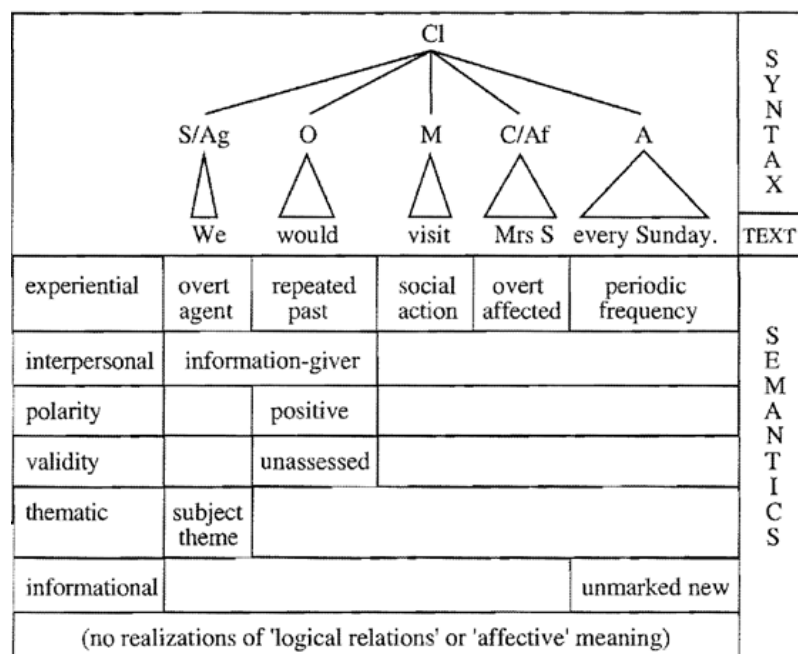 Cl
S/Ag O M C/Af A
SYNTAX
We would visit Mrs S every Sunday.
TEXT
experiential overt agent repeated past social action overt affected periodic frequency
interpersonal information-giver
polarity positive
validity unassessed
thematic subject theme
informational unmarked new
SEMANTICS
(no realizations of 'logical relations' or 'affective' meaning)